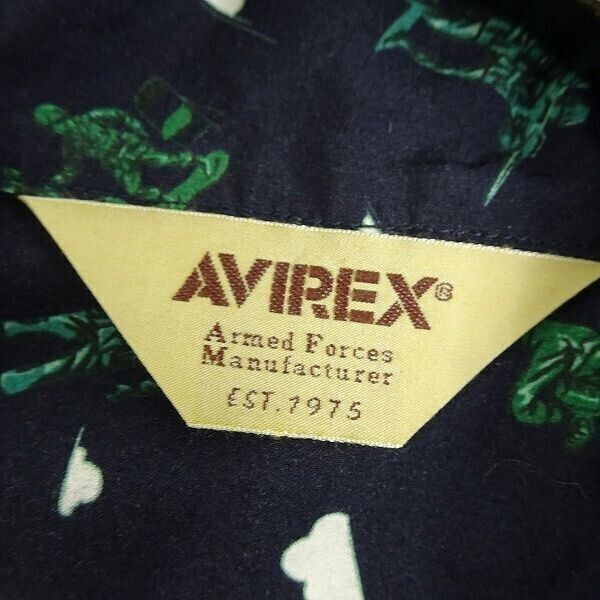 AVIREX®
Armed Forces
Manufacturer
EST.1975